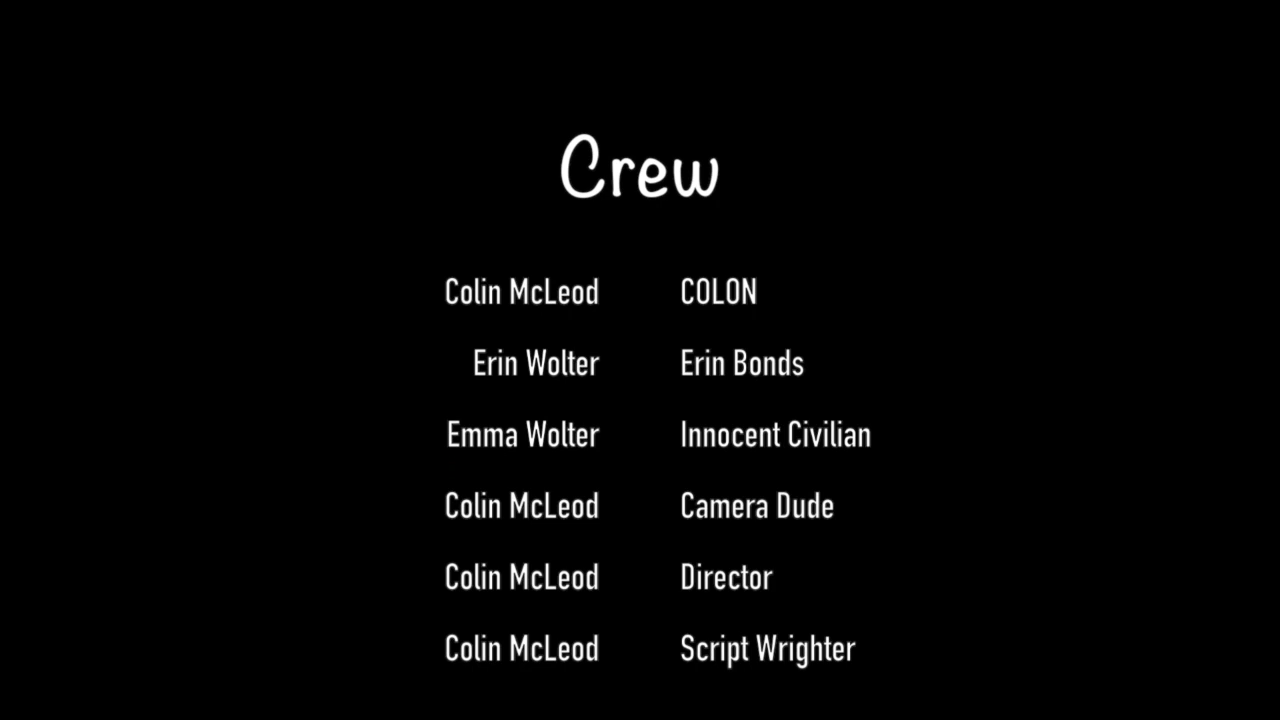 Crew
Colin McLeod COLON
Erin Wolter Erin Bonds
Emma Wolter Innocent Civilian
Colin McLeod Camera Dude
Colin McLeod Director
Colin McLeod Script Wrighter